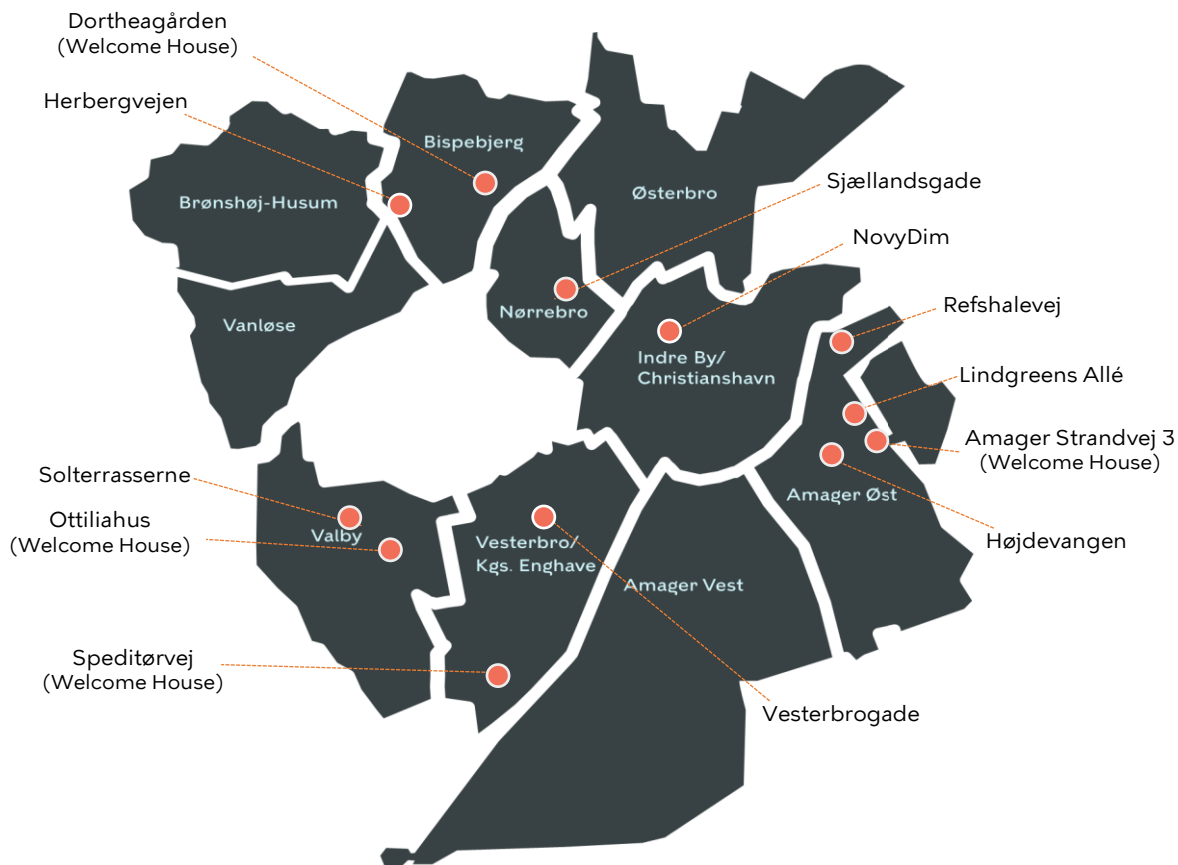 Dortheagården
(Welcome House)
Herbergvejen
Bispebjerg
Brønshøj-Husum
Østerbro
Sjællandsgade
NovyDim
Nørrebro
Vanløse
Refshalevej
Indre By/
Christianshavn
Lindgreens Allé
Amager Strandvej 3
(Welcome House)
Solterrasserne
Amager Øst
Ottiliahus
(Welcome House)
Valby
Vesterbro/
Kgs. Enghave
Højdevangen
Amager Vest
Speditørvej
(Welcome House)
Vesterbrogade